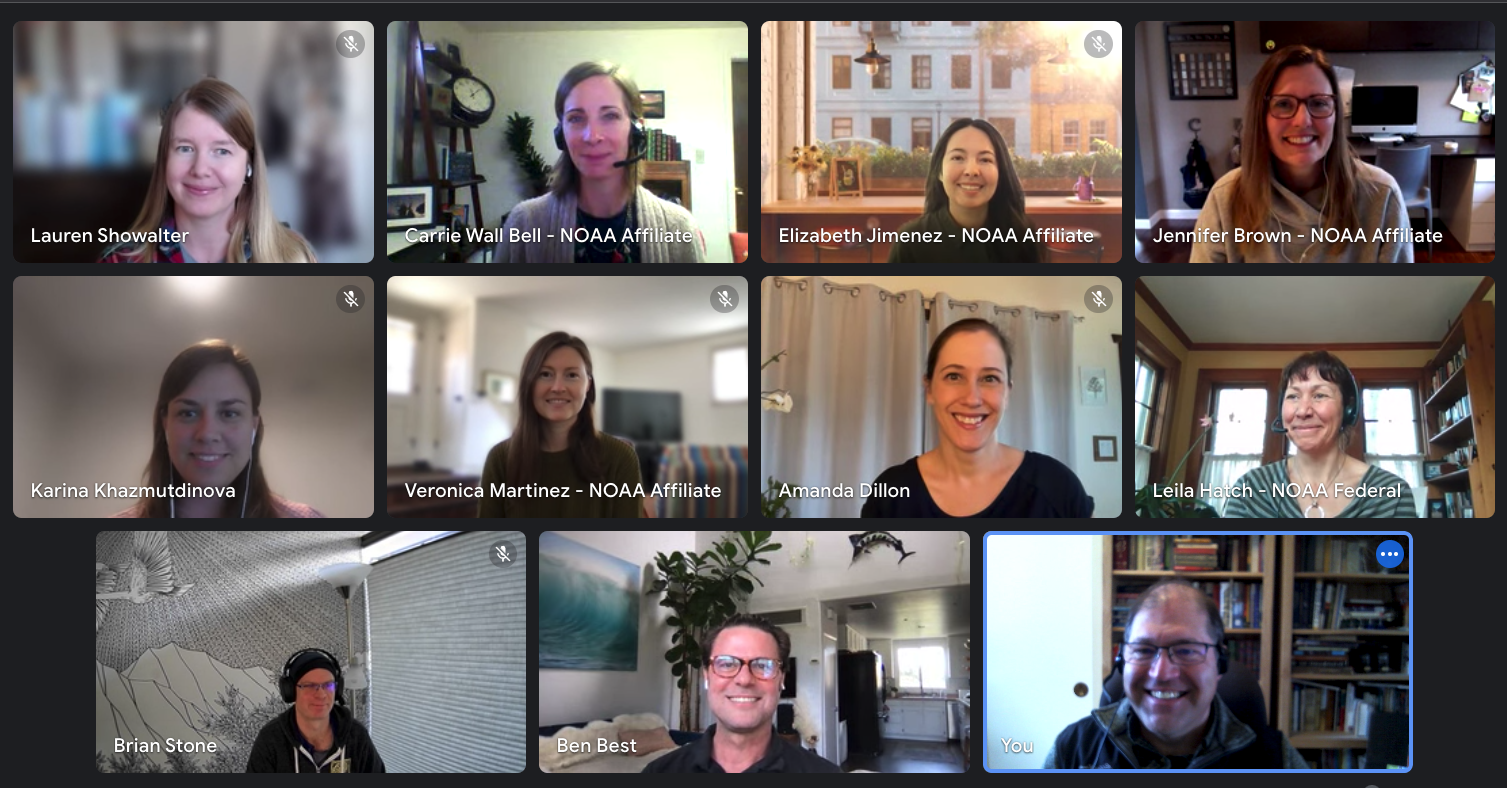 Lauren Showalter
Carrie Wall Bell - NOAA Affiliate
Elizabeth Jimenez - NOAA Affiliate
Jennifer Brown - NOAA Affiliate
Karina Khazmutdinova
Veronica Martinez - NOAA Affiliate
Amanda Dillon
Leila Hatch - NOAA Federal
Brian Stone
Ben Best
You